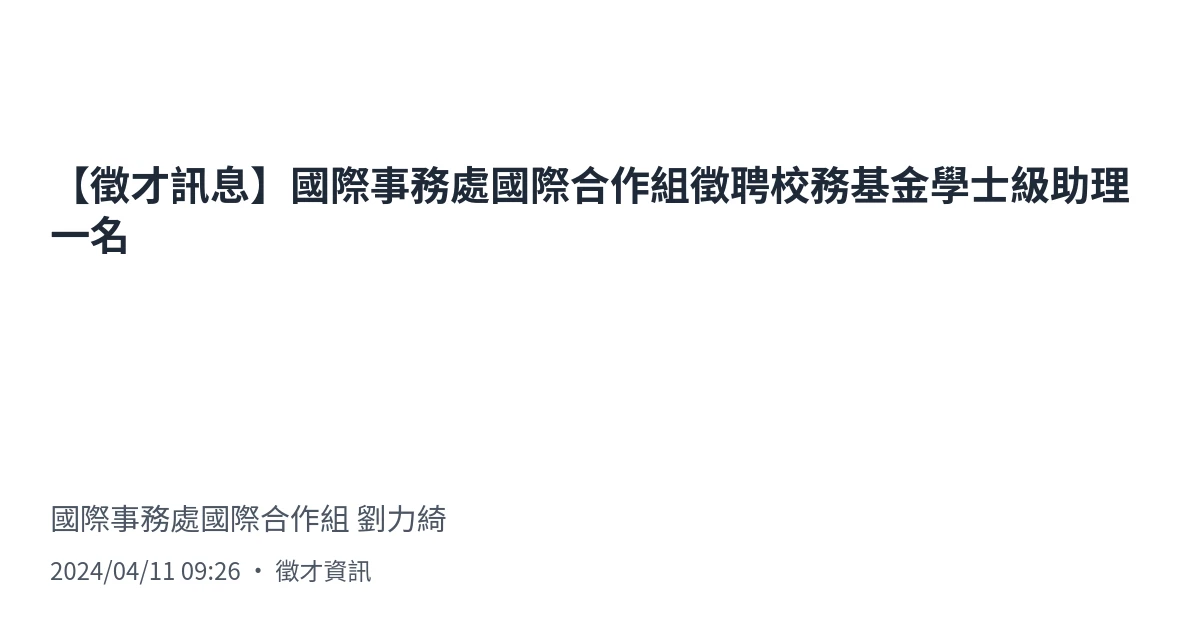 【徵才訊息】國際事務處國際合作組徵聘校務基金學士級助理
一名
國際事務處國際合作組 劉力綺
2024/04/11 09:26 ・ 徵才資訊